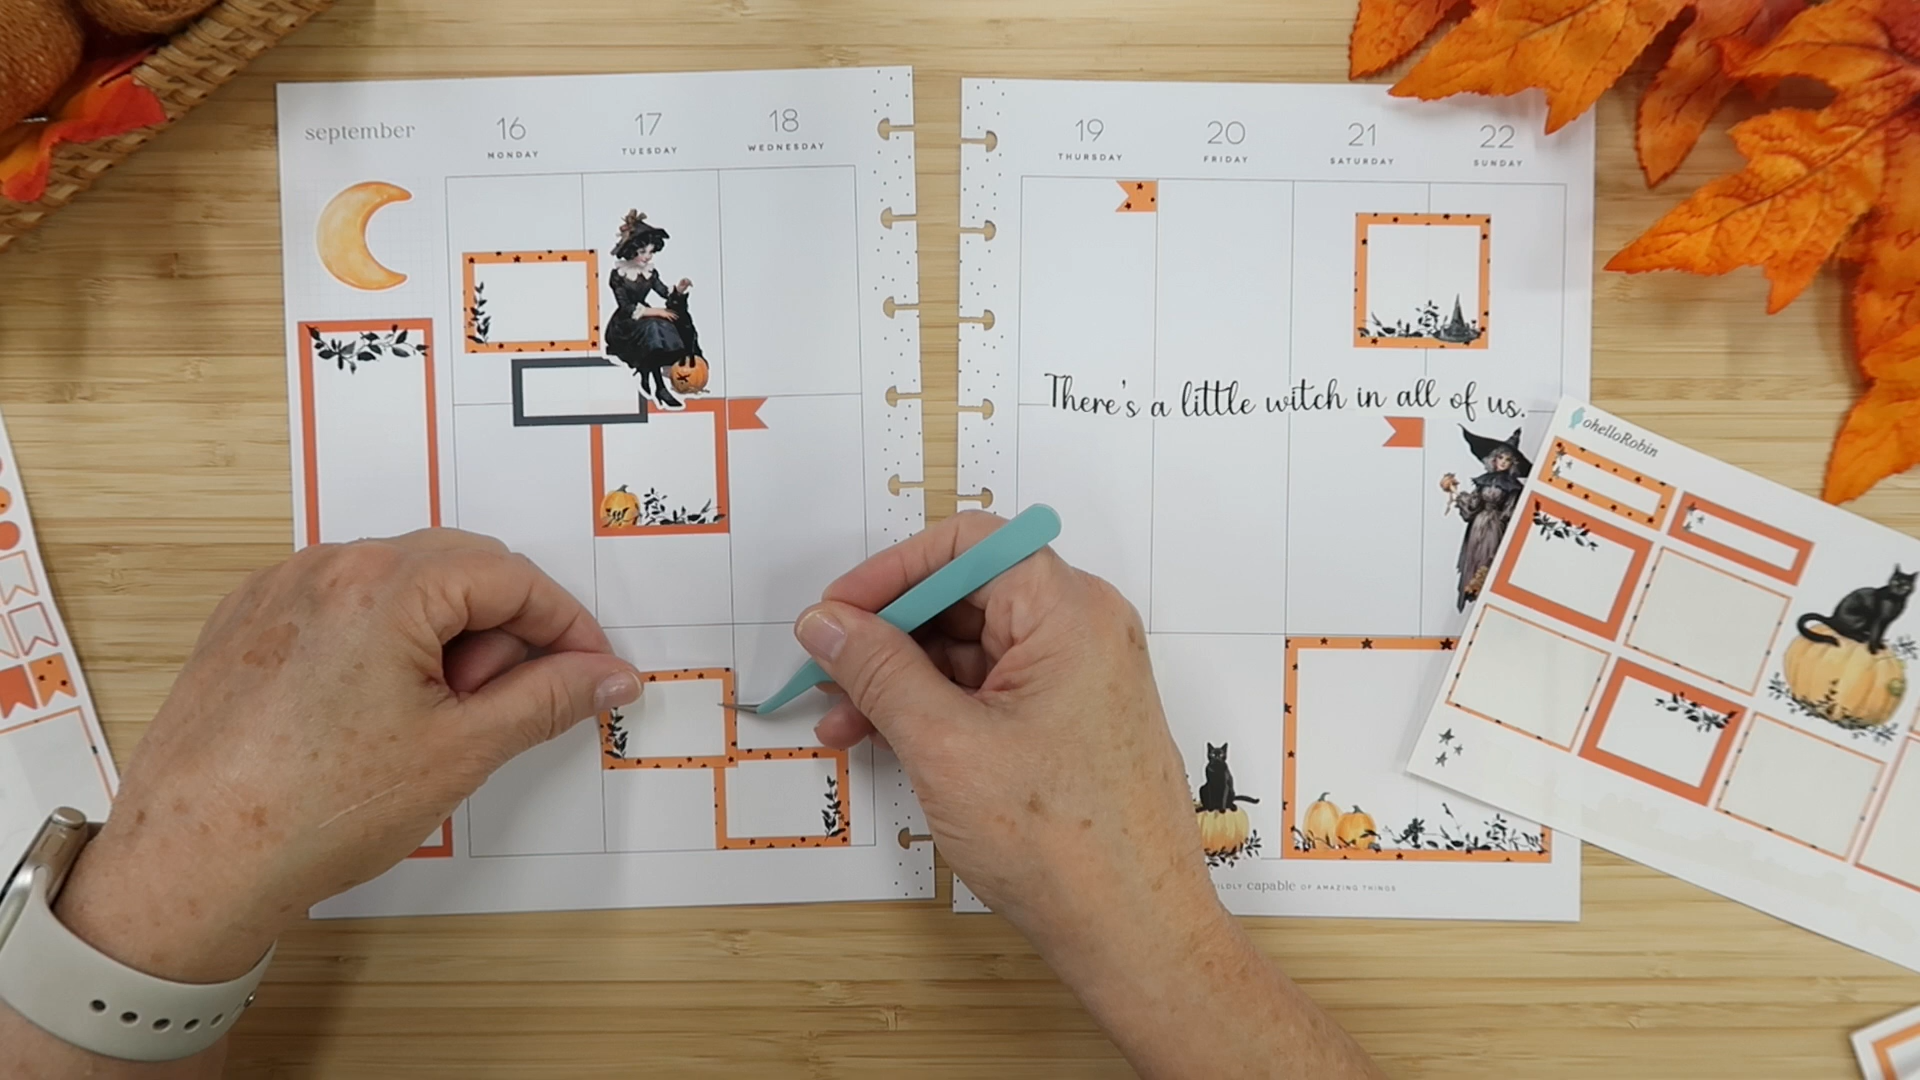 september
16
MONDAY
17
TUESDAY
18
WEDNESDAY
19
THURSDAY
20
FRIDAY
21
SATURDAY
22
SUNDAY
There's a little witch in all of us.
ohelloRobin
capable OF AMAZING THINGS